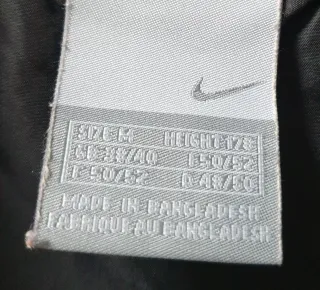 SIZE M HEIGHT 178
GB 38/40 E 50/52
F 50/52 D 48/50
MADE IN BANGLADESH
FABRIQUE AU BANGLADESH